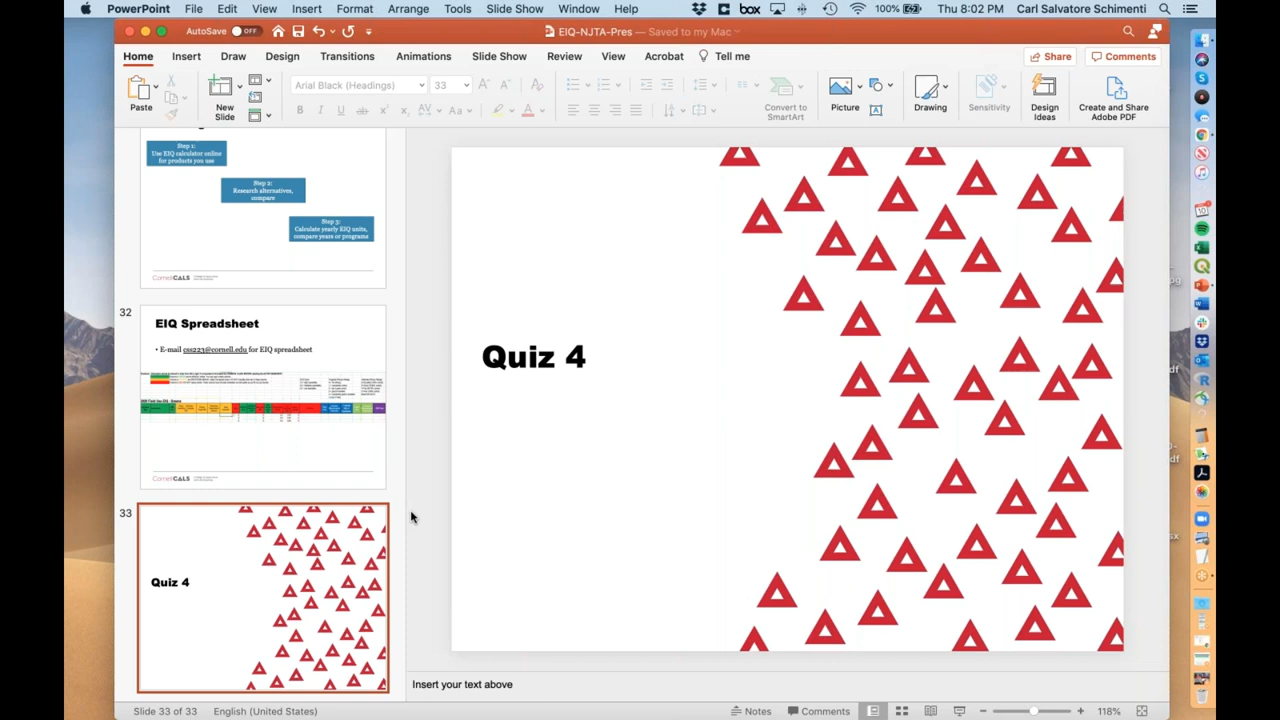 PowerPoint File Edit View Insert Format Arrange Tools Slide Show Window Help
box 100% Thu 8:02 PM Carl Salvatore Schimenti
AutoSave OFF EIQ-NJTA-Pres — Saved to my Mac
Home Insert Draw Design Transitions Animations Slide Show Review View Acrobat Tell me Share Comments
Arial Black (Headings) 33
Paste New Slide Convert to SmartArt Picture Drawing Sensitivity Design Ideas Create and Share Adobe PDF
Step 1:
Use EIQ calculator online
for products you use
Step 2:
Research alternatives,
compare
Step 3:
Calculate yearly EIQ units,
compare years or programs
CornellCALS
32
EIQ Spreadsheet
• E-mail css223@cornell.edu for EIQ spreadsheet
CornellCALS
33
Quiz 4
Quiz 4
Insert your text above
Slide 33 of 33 English (United States) Notes Comments 118%